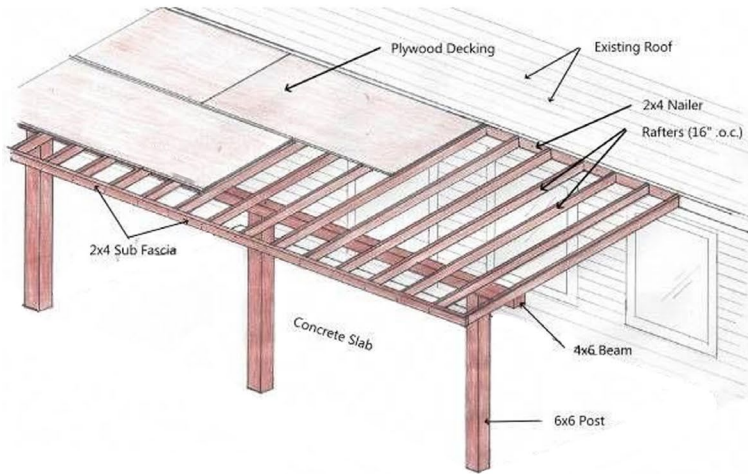 Plywood Decking
Existing Roof
2x4 Nailer
Rafters (16" .o.c.)
2x4 Sub Fascia
Concrete Slab
4x6 Beam
6x6 Post